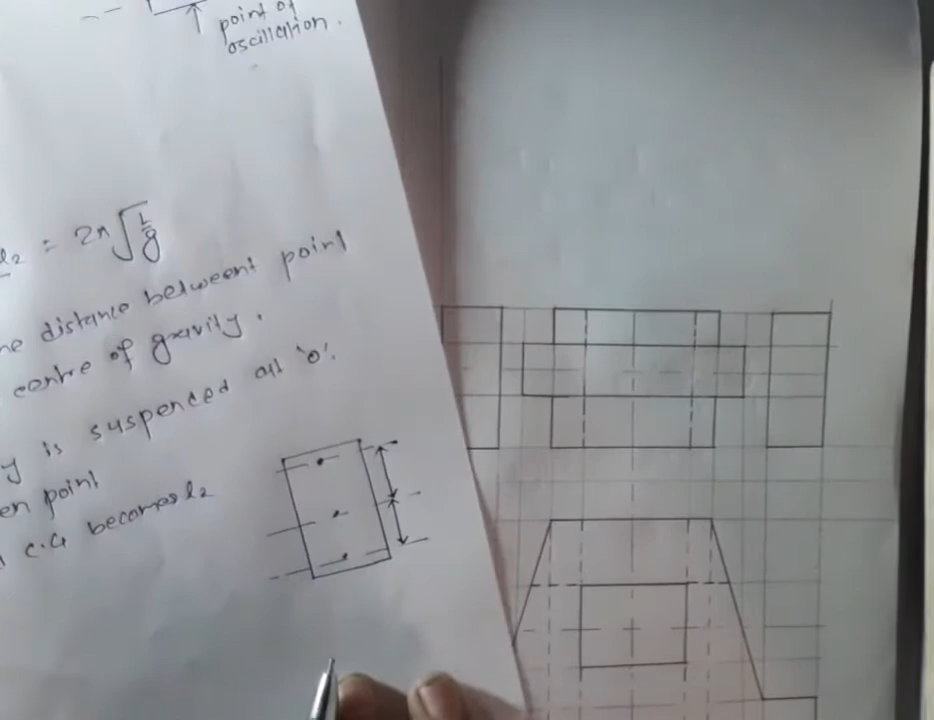 point of
oscillation.
l2 = 2π√L/g
distance betweent point
centre of gravity.
y is suspenced at 'o'.
en point
C.G becomes l2